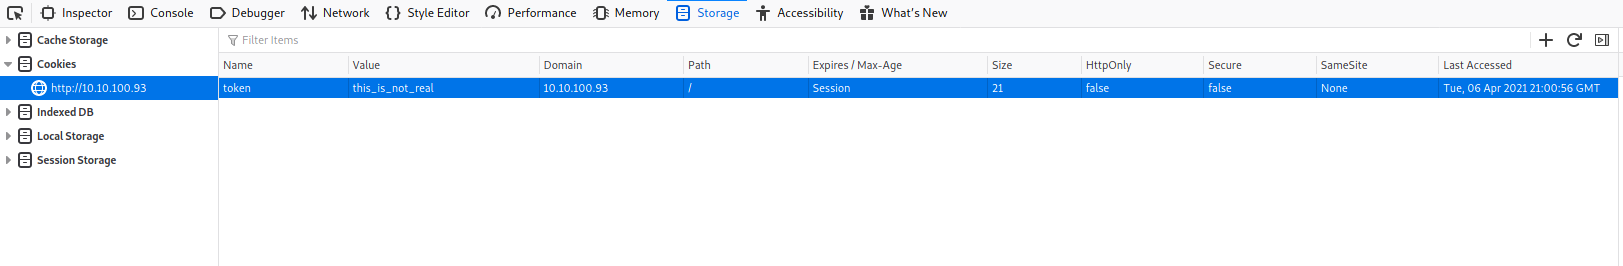 Inspector Console Debugger Network Style Editor Performance Memory Storage Accessibility What's New
Cache Storage
Filter Items
Cookies
Name Value Domain Path Expires / Max-Age Size HttpOnly Secure SameSite Last Accessed
http://10.10.100.93
token this_is_not_real 10.10.100.93 / Session 21 false false None Tue, 06 Apr 2021 21:00:56 GMT
Indexed DB
Local Storage
Session Storage